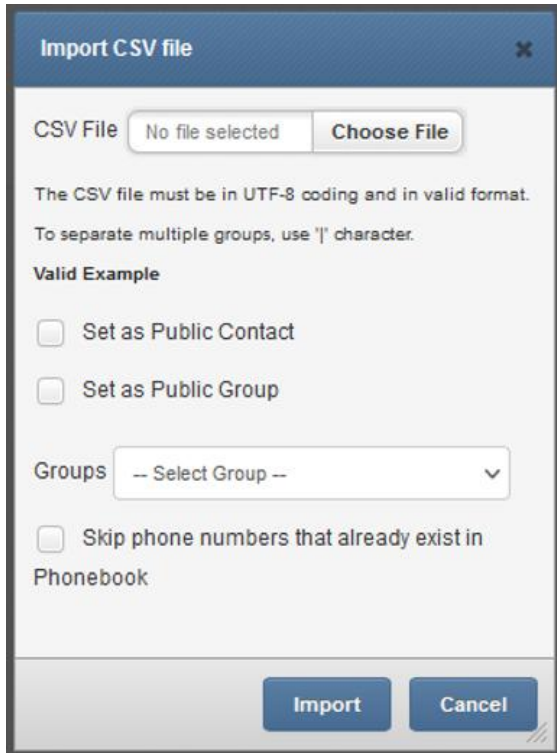 Import CSV file
CSV File No file selected Choose File
The CSV file must be in UTF-8 coding and in valid format.
To separate multiple groups, use '|' character.
Valid Example
Set as Public Contact
Set as Public Group
Groups -- Select Group --
Skip phone numbers that already exist in
Phonebook
Import Cancel